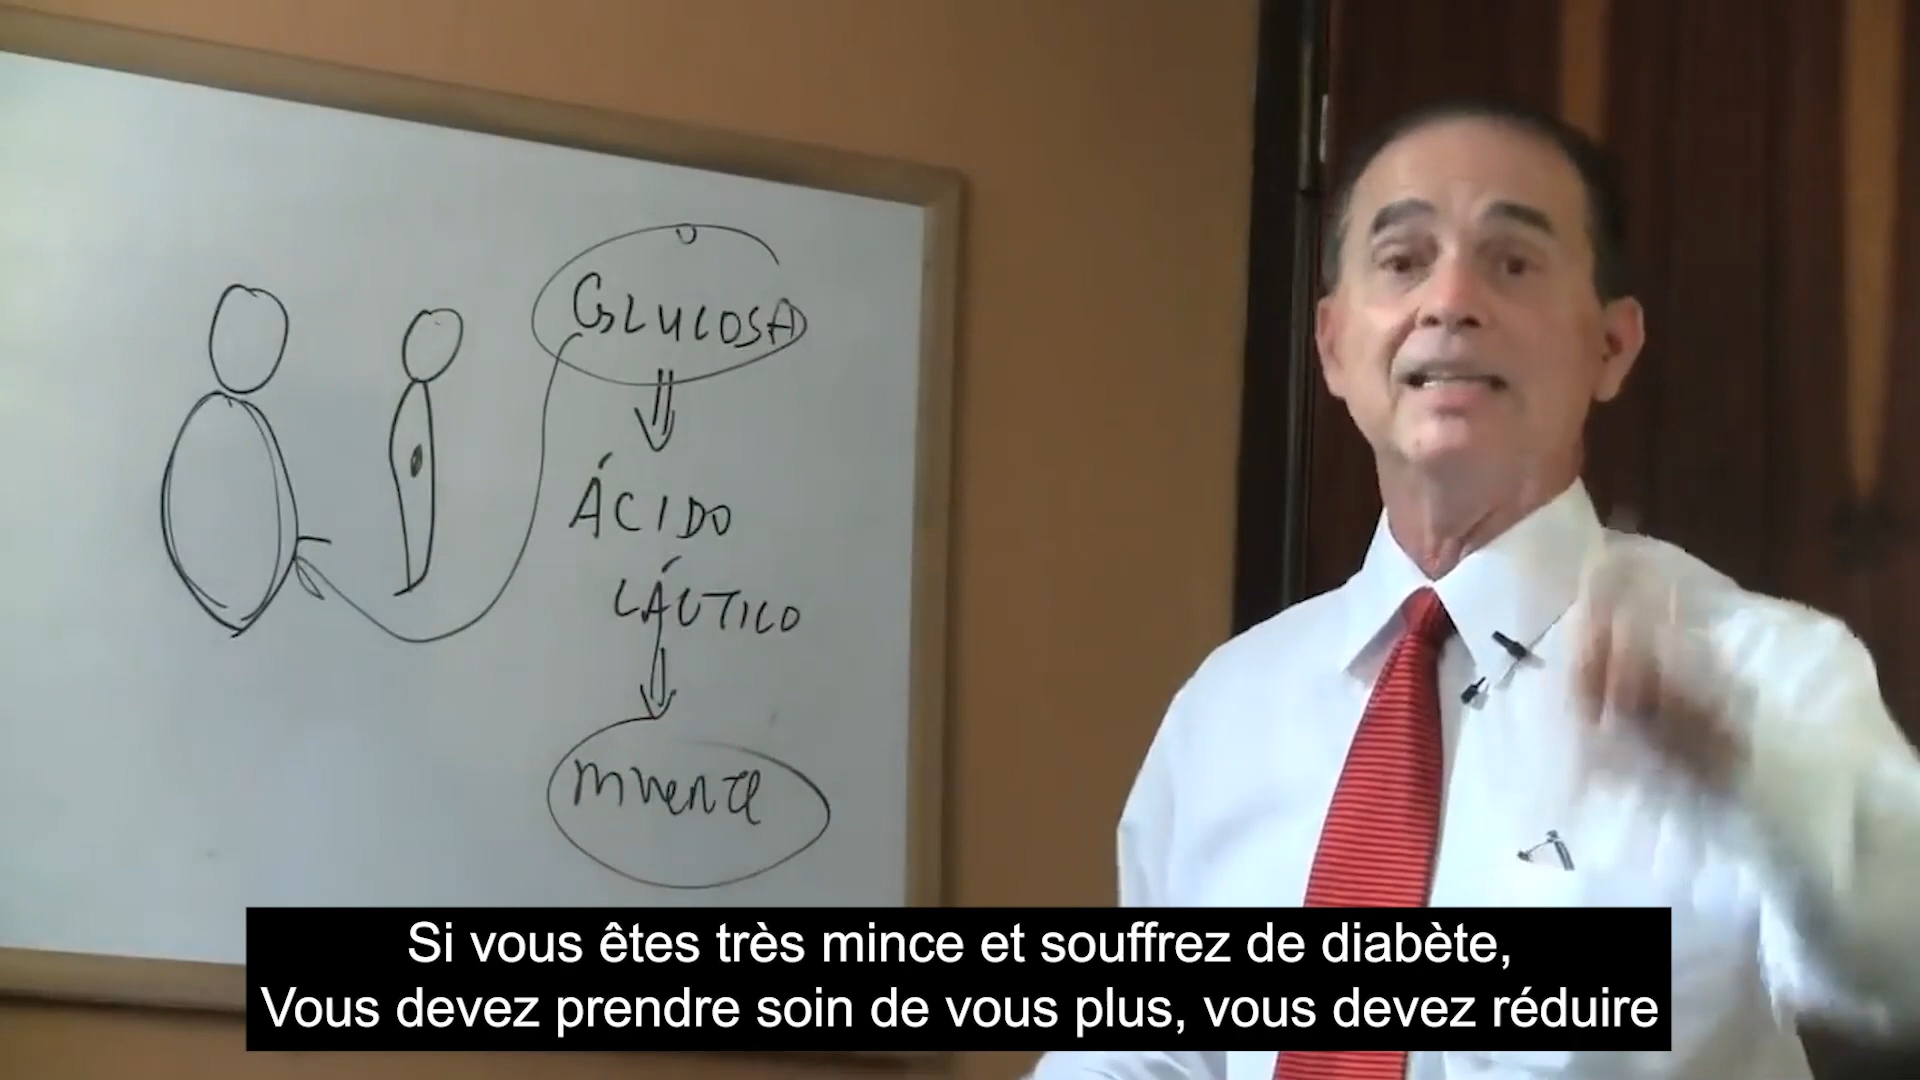 GLUCOSA
ÁCIDO
LÁCTICO
MUERTE
Si vous êtes très mince et souffrez de diabète,
Vous devez prendre soin de vous plus, vous devez réduire